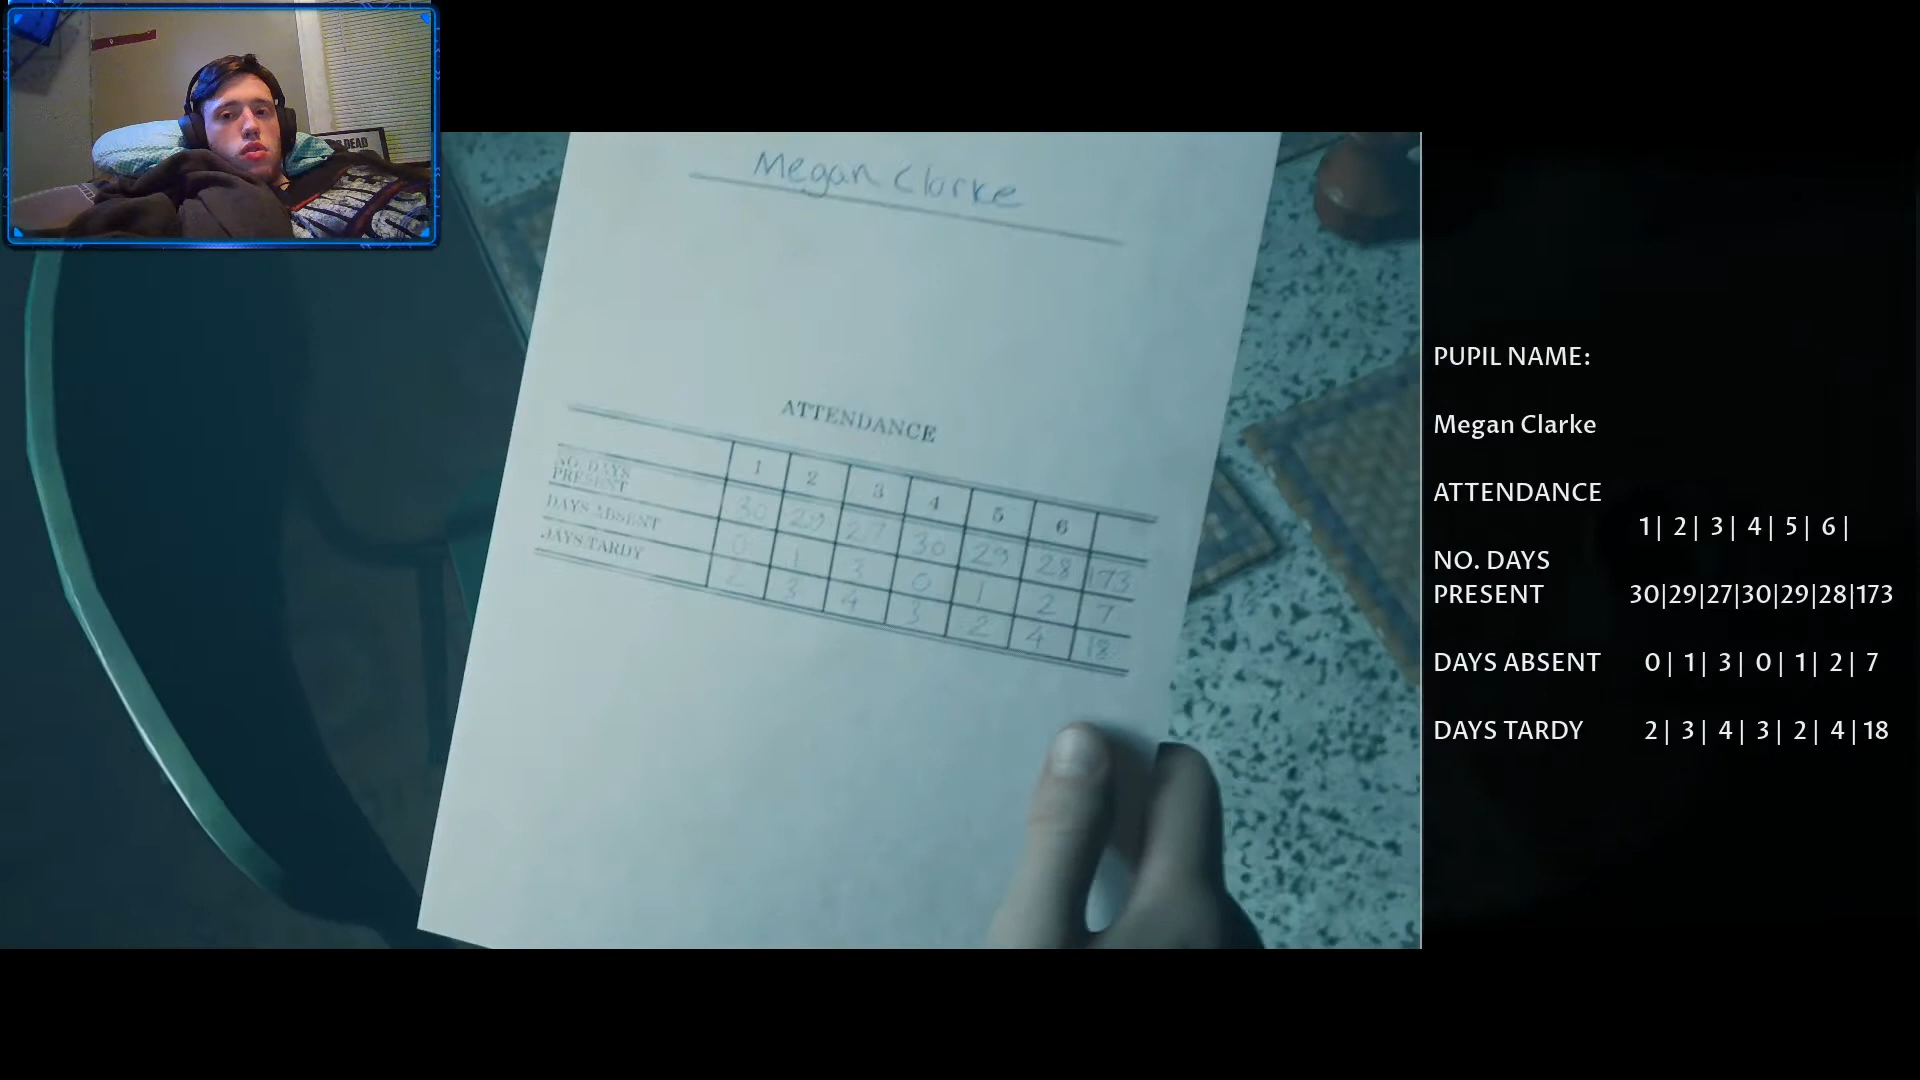 DEAD
Megan Clarke
ATTENDANCE
1 2 3 4 5 6
NO. DAYS
PRESENT 30 29 27 30 29 28 173
DAYS ABSENT 0 1 3 0 1 2 7
DAYS TARDY 2 3 4 3 2 4 18
PUPIL NAME:
Megan Clarke
ATTENDANCE
1| 2| 3| 4| 5| 6|
NO. DAYS
PRESENT 30|29|27|30|29|28|173
DAYS ABSENT 0| 1| 3| 0| 1| 2| 7
DAYS TARDY 2| 3| 4| 3| 2| 4|18